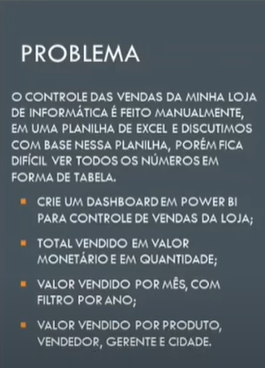 PROBLEMA
O CONTROLE DAS VENDAS DA MINHA LOJA
DE INFORMÁTICA É FEITO MANUALMENTE,
EM UMA PLANILHA DE EXCEL E DISCUTIMOS
COM BASE NESSA PLANILHA, PORÉM FICA
DIFÍCIL VER TODOS OS NÚMEROS EM
FORMA DE TABELA.
▪ CRIE UM DASHBOARD EM POWER BI
PARA CONTROLE DE VENDAS DA LOJA;
▪ TOTAL VENDIDO EM VALOR
MONETÁRIO E EM QUANTIDADE;
▪ VALOR VENDIDO POR MÊS, COM
FILTRO POR ANO;
▪ VALOR VENDIDO POR PRODUTO,
VENDEDOR, GERENTE E CIDADE.